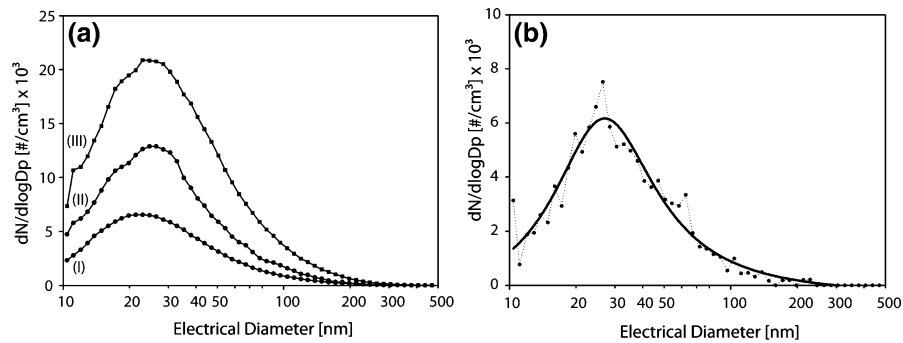 (a)
dN/dlogDp [#/cm³] x 10³
25
20
15
10
5
0
(III)
(II)
(I)
10 20 30 40 50 100 200 300 500
Electrical Diameter [nm]
(b)
dN/dlogDp [#/cm³] x 10³
10
8
6
4
2
0
10 20 30 40 50 100 200 300 500
Electrical Diameter [nm]